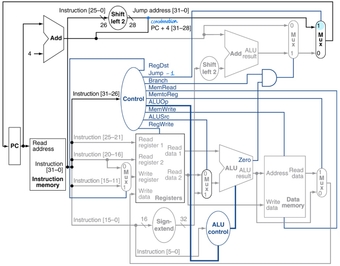 Instruction [25–0]
Shift
left 2
Jump address [31–0]
26
28
PC + 4 [31–28]
Add
4
Add
ALU
result
Shift
left 2
0
M
u
x
1
1
M
u
x
0
RegDst
Jump
Branch
MemRead
MemtoReg
ALUOp
MemWrite
ALUSrc
RegWrite
Instruction [31–26]
Control
PC
Read
address
Instruction
[31–0]
Instruction
memory
Instruction [25–21]
Instruction [20–16]
Instruction [15–11]
0
M
u
x
1
Read
register 1
Read
register 2
Write
register
Write
data
Read
data 1
Read
data 2
Registers
0
M
u
x
1
Zero
ALU
ALU
result
Address
Read
data
Write
data
Data
memory
Instruction [15–0]
16
Sign-
extend
32
ALU
control
Instruction [5–0]